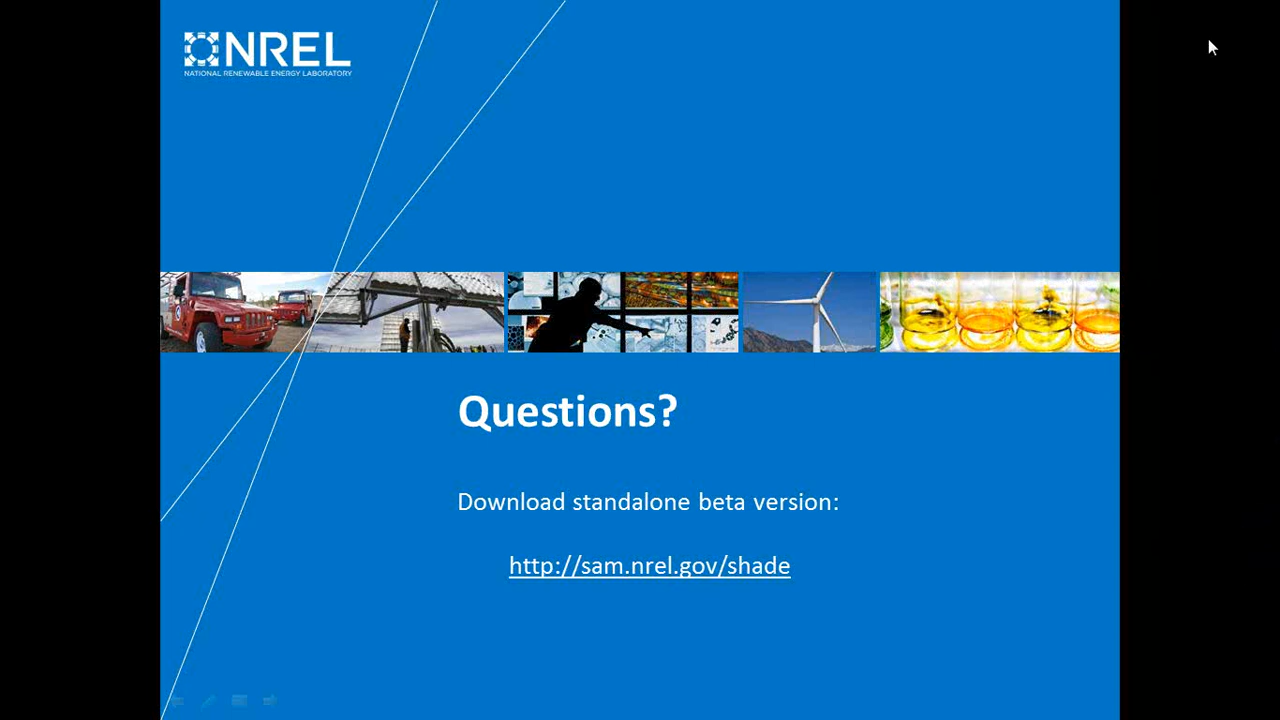 NREL
NATIONAL RENEWABLE ENERGY LABORATORY
Questions?
Download standalone beta version:
http://sam.nrel.gov/shade